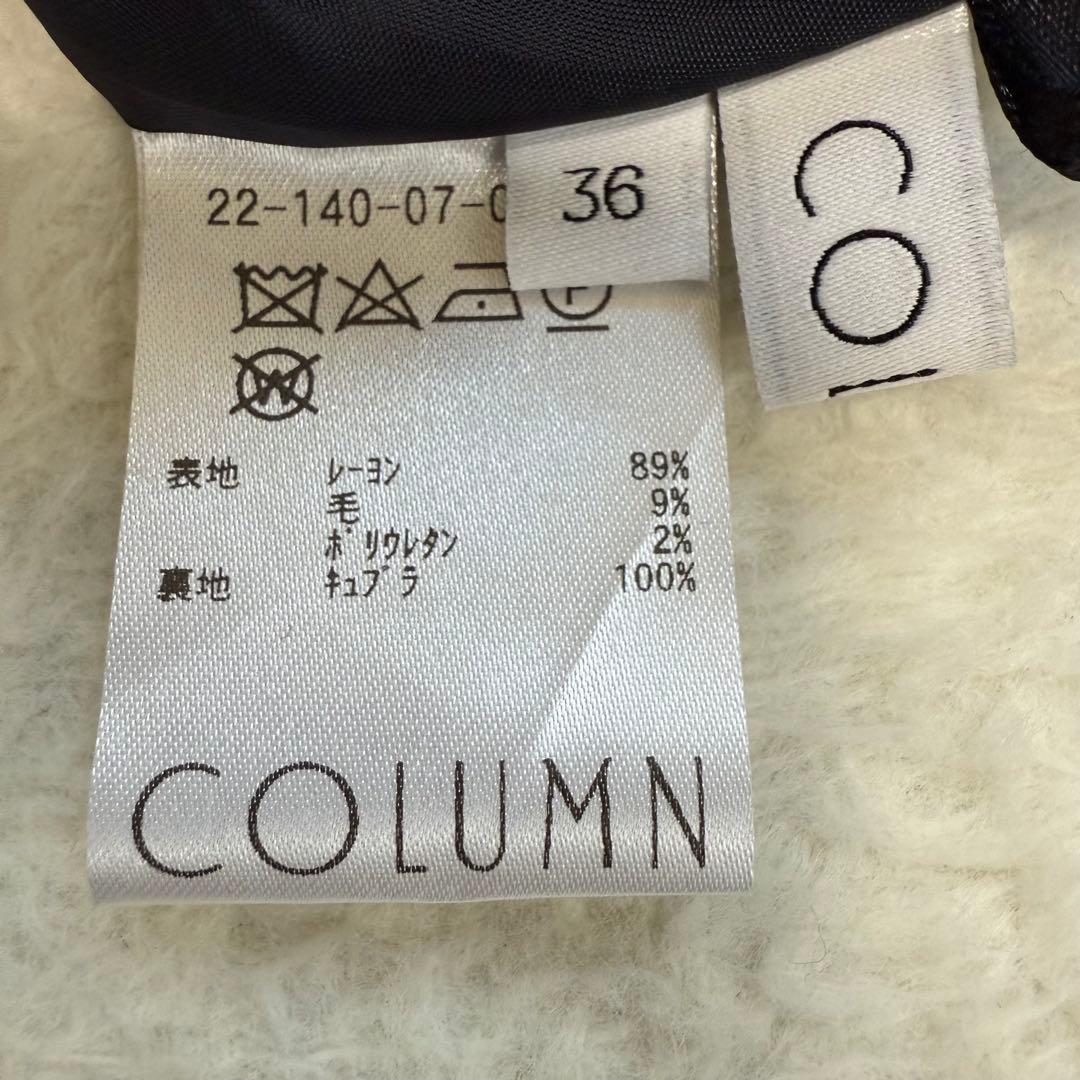 22-140-07-0
36
CO
F
W
表地 レーヨン 89%
毛 9%
ポリウレタン 2%
裏地 キュプラ 100%
COLUMN